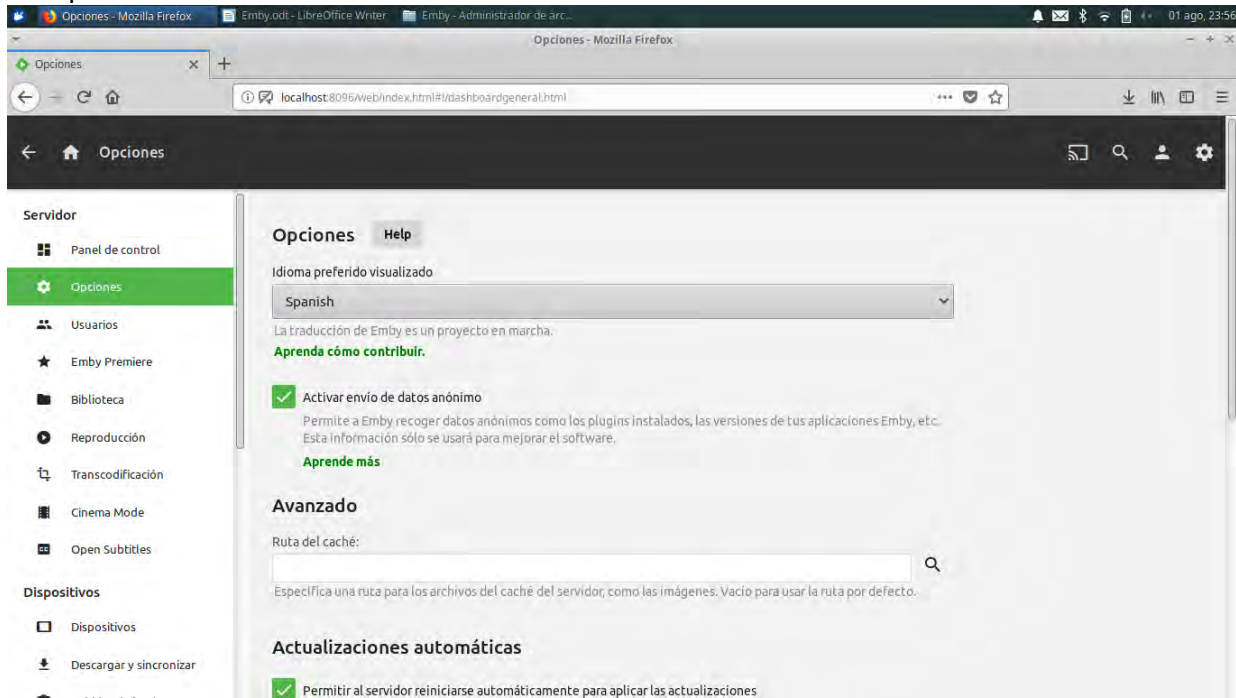 Opciones - Mozilla Firefox
Emby.odt - LibreOffice Writer
Emby - Administrador de arc...
01 ago, 23:56
Opciones - Mozilla Firefox
Opciones
localhost:8096/web/index.html#!/dashboardgeneral.html
Opciones
Servidor
Panel de control
Opciones
Usuarios
Emby Premiere
Biblioteca
Reproducción
Transcodificación
Cinema Mode
Open Subtitles
Dispositivos
Dispositivos
Descargar y sincronizar
Opciones Help
Idioma preferido visualizado
Spanish
La traducción de Emby es un proyecto en marcha.
Aprenda cómo contribuir.
Activar envío de datos anónimo
Permite a Emby recoger datos anónimos como los plugins instalados, las versiones de tus aplicaciones Emby, etc.
Esta información sólo se usará para mejorar el software.
Aprende más
Avanzado
Ruta del caché:
Especifica una ruta para los archivos del caché del servidor, como las imágenes. Vacío para usar la ruta por defecto.
Actualizaciones automáticas
Permitir al servidor reiniciarse automáticamente para aplicar las actualizaciones